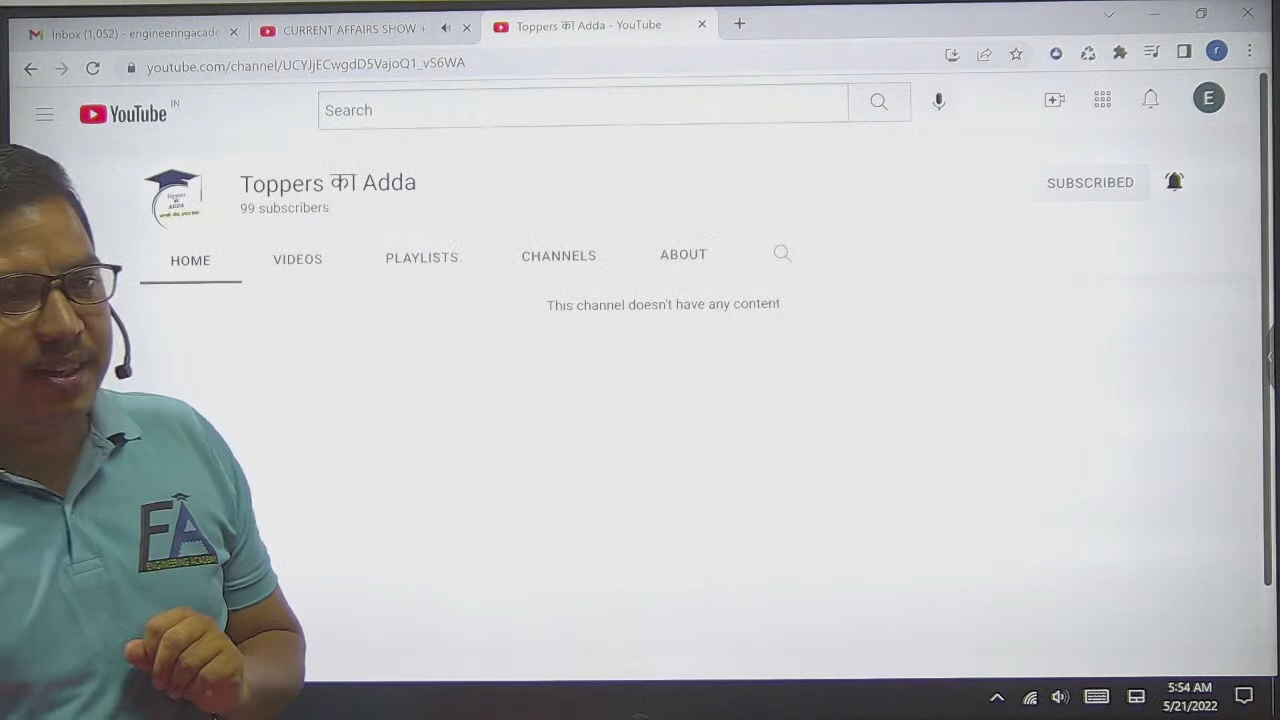 Inbox (1,052) - engineeringacade
CURRENT AFFAIRS SHOW +
Toppers का Adda - YouTube
youtube.com/channel/UCYJjECwgdD5VajoQ1_vS6WA
YouTube IN
Search
E
Toppers का Adda
99 subscribers
SUBSCRIBED
Toppers
का
ADDA
HOME VIDEOS PLAYLISTS CHANNELS ABOUT
This channel doesn't have any content
EA
ENGINEERING ACADEMY
5:54 AM
5/21/2022